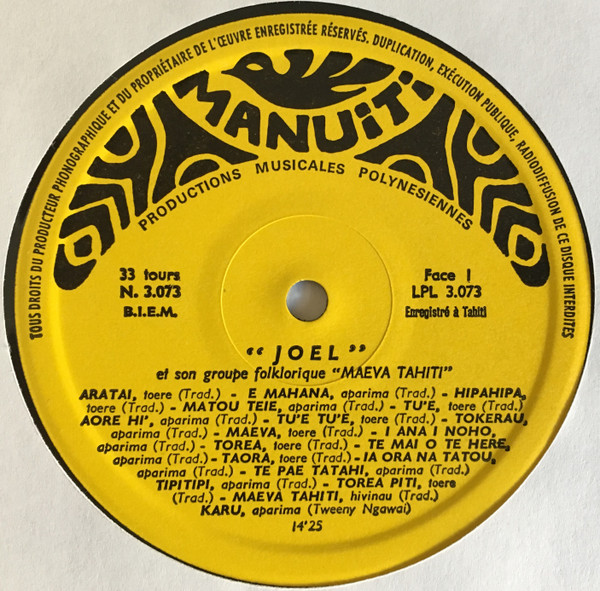 TOUS DROITS DU PRODUCTEUR PHONOGRAPHIQUE ET DU PROPRIÉTAIRE DE L'ŒUVRE ENREGISTRÉE RÉSERVÉS. DUPLICATION, EXÉCUTION PUBLIQUE, RADIODIFFUSION DE CE DISQUE INTERDITES
MANUiTi
PRODUCTIONS MUSICALES POLYNESIENNES
33 tours
N. 3.073
B.I.E.M.
Face 1
LPL 3.073
Enregistré à Tahiti
“ JOEL ”
et son groupe folklorique “MAEVA TAHITI”
ARATAI, toere (Trad.) - E MAHANA, aparima (Trad.) - HIPAHIPA,
toere (Trad.) - MATOU TEIE, aparima (Trad.) - TU'E, toere (Trad.)
AORE HI', aparima (Trad.) - TU'E TU'E, toere (Trad.) - TOKERAU,
aparima (Trad.) - MAEVA, toere (Trad.) - I ANA I NOHO,
aparima (Trad.) - TOREA, toere (Trad.) - TE MAI O TE HERE,
aparima (Trad.) - TAORA, toere (Trad.) - IA ORA NA TATOU,
aparima (Trad.) - TE PAE TATAHI, aparima (Trad.)
TIPITIPI, aparima (Trad.) - TOREA PITI, toere
(Trad.) - MAEVA TAHITI, hivinau (Trad.)
KARU, aparima (Tweeny Ngawai)
14'25